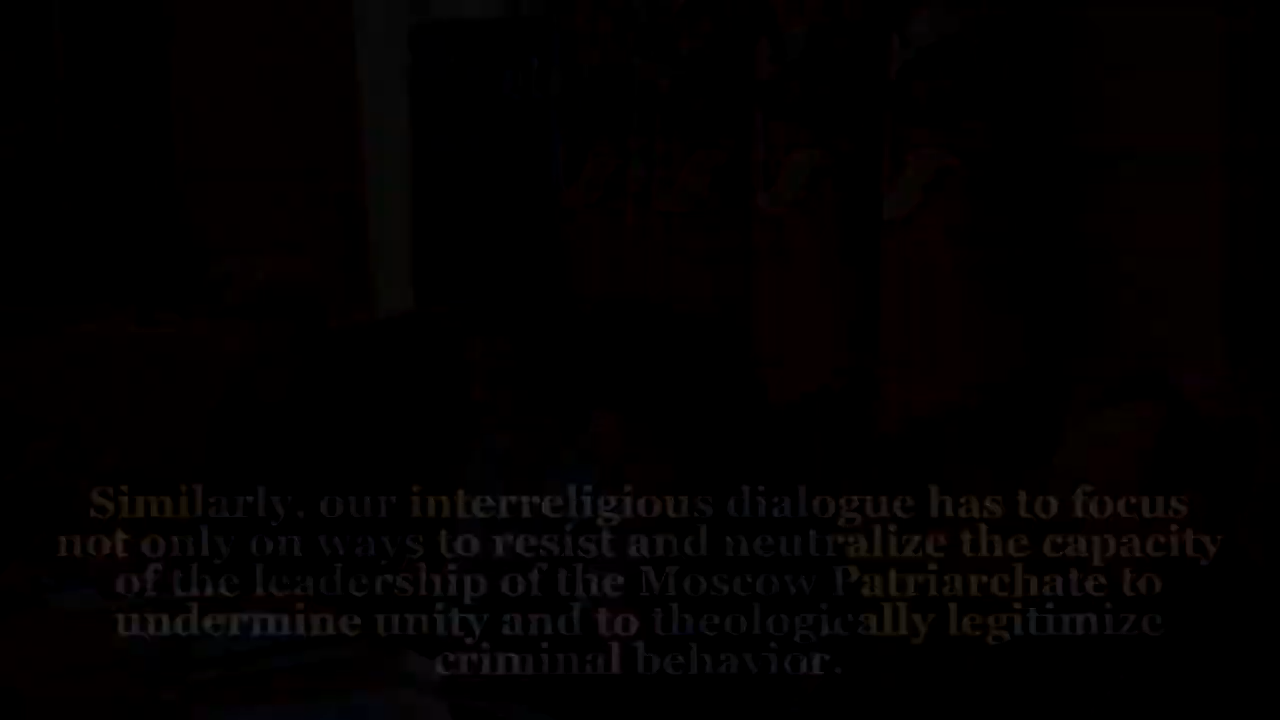 Similarly, our interreligious dialogue has to focus
not only on ways to resist and neutralize the capacity
of the leadership of the Moscow Patriarchate to
undermine unity and to theologically legitimize
criminal behavior.